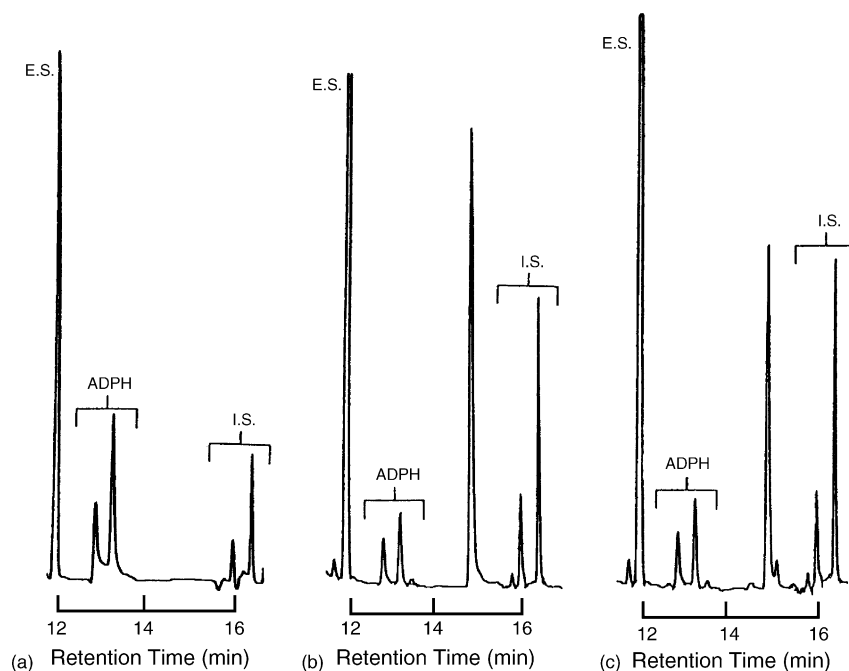 E.S.
ADPH
I.S.
12 14 16
(a) Retention Time (min)
E.S.
ADPH
I.S.
12 14 16
(b) Retention Time (min)
E.S.
ADPH
I.S.
12 14 16
(c) Retention Time (min)